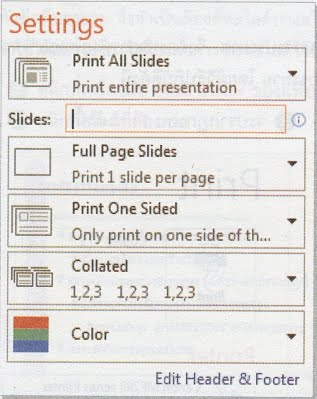 Settings
Print All Slides
Print entire presentation
Slides:
Full Page Slides
Print 1 slide per page
Print One Sided
Only print on one side of th...
Collated
1,2,3 1,2,3 1,2,3
Color
Edit Header & Footer